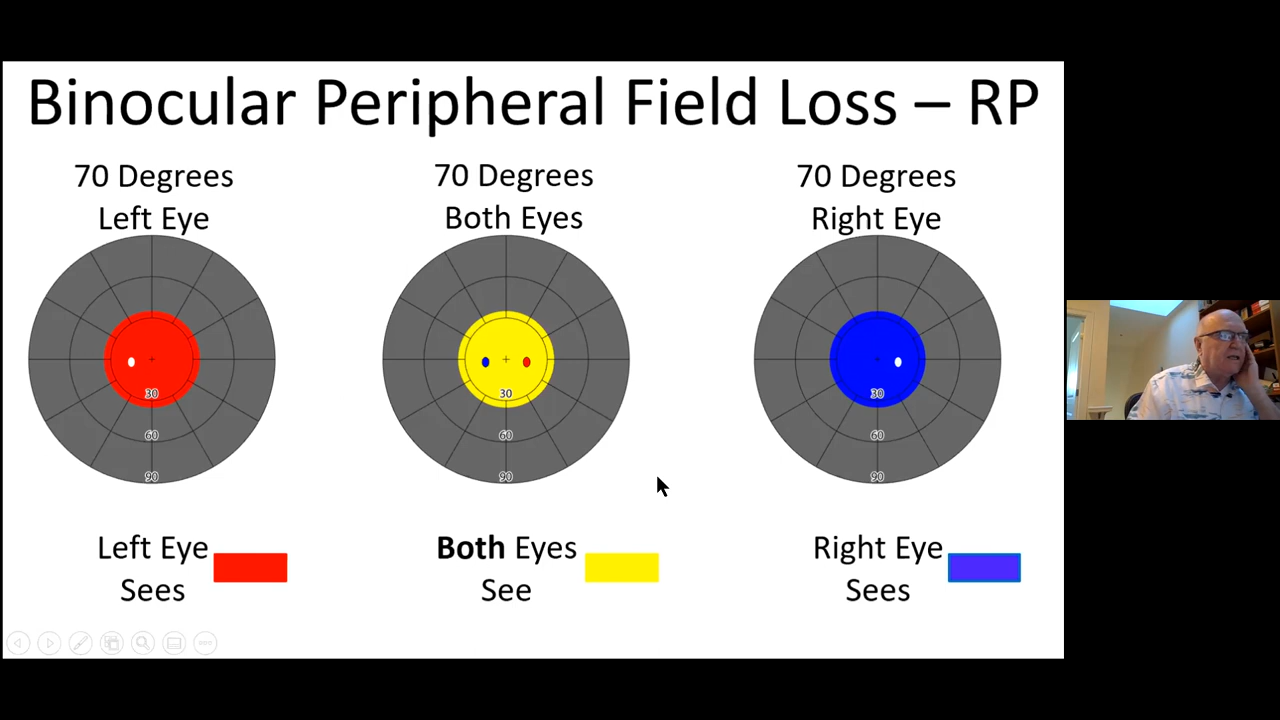 Binocular Peripheral Field Loss – RP
70 Degrees
Left Eye
30
60
90
Left Eye
Sees
70 Degrees
Both Eyes
30
60
90
Both Eyes
See
70 Degrees
Right Eye
30
60
90
Right Eye
Sees